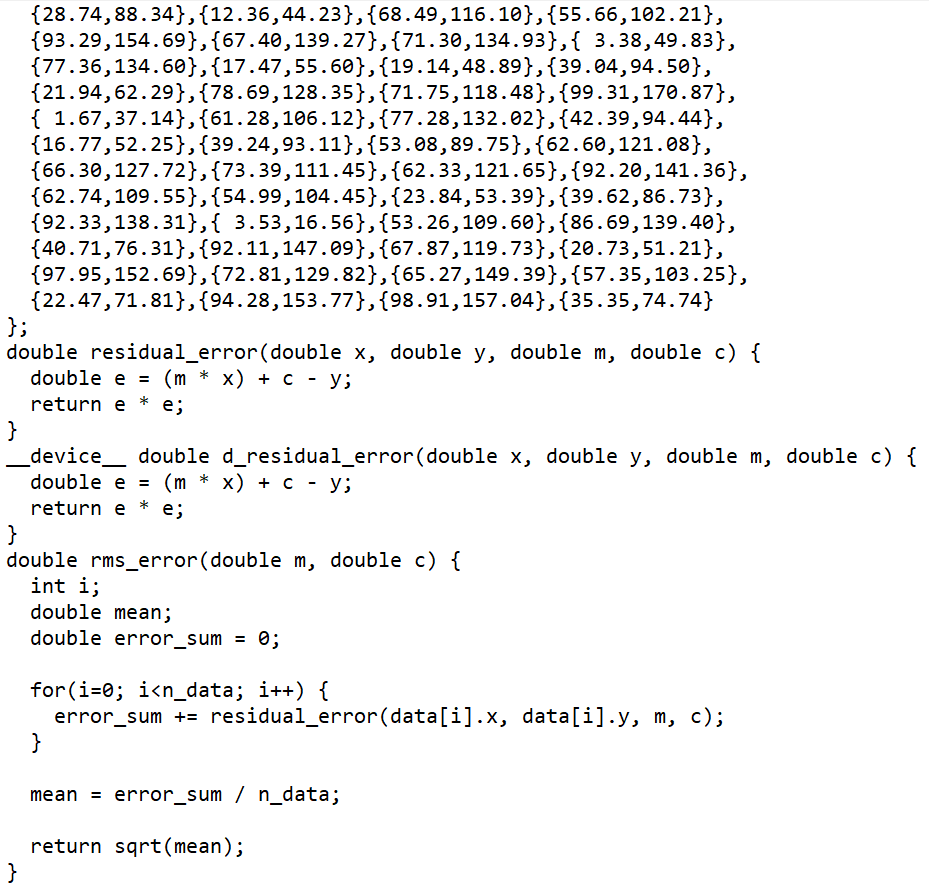 {28.74,88.34},{12.36,44.23},{68.49,116.10},{55.66,102.21},
{93.29,154.69},{67.40,139.27},{71.30,134.93},{ 3.38,49.83},
{77.36,134.60},{17.47,55.60},{19.14,48.89},{39.04,94.50},
{21.94,62.29},{78.69,128.35},{71.75,118.48},{99.31,170.87},
{ 1.67,37.14},{61.28,106.12},{77.28,132.02},{42.39,94.44},
{16.77,52.25},{39.24,93.11},{53.08,89.75},{62.60,121.08},
{66.30,127.72},{73.39,111.45},{62.33,121.65},{92.20,141.36},
{62.74,109.55},{54.99,104.45},{23.84,53.39},{39.62,86.73},
{92.33,138.31},{ 3.53,16.56},{53.26,109.60},{86.69,139.40},
{40.71,76.31},{92.11,147.09},{67.87,119.73},{20.73,51.21},
{97.95,152.69},{72.81,129.82},{65.27,149.39},{57.35,103.25},
{22.47,71.81},{94.28,153.77},{98.91,157.04},{35.35,74.74}
};
double residual_error(double x, double y, double m, double c) {
double e = (m * x) + c - y;
return e * e;
}
__device__ double d_residual_error(double x, double y, double m, double c) {
double e = (m * x) + c - y;
return e * e;
}
double rms_error(double m, double c) {
int i;
double mean;
double error_sum = 0;
for(i=0; i<n_data; i++) {
error_sum += residual_error(data[i].x, data[i].y, m, c);
}
mean = error_sum / n_data;
return sqrt(mean);
}